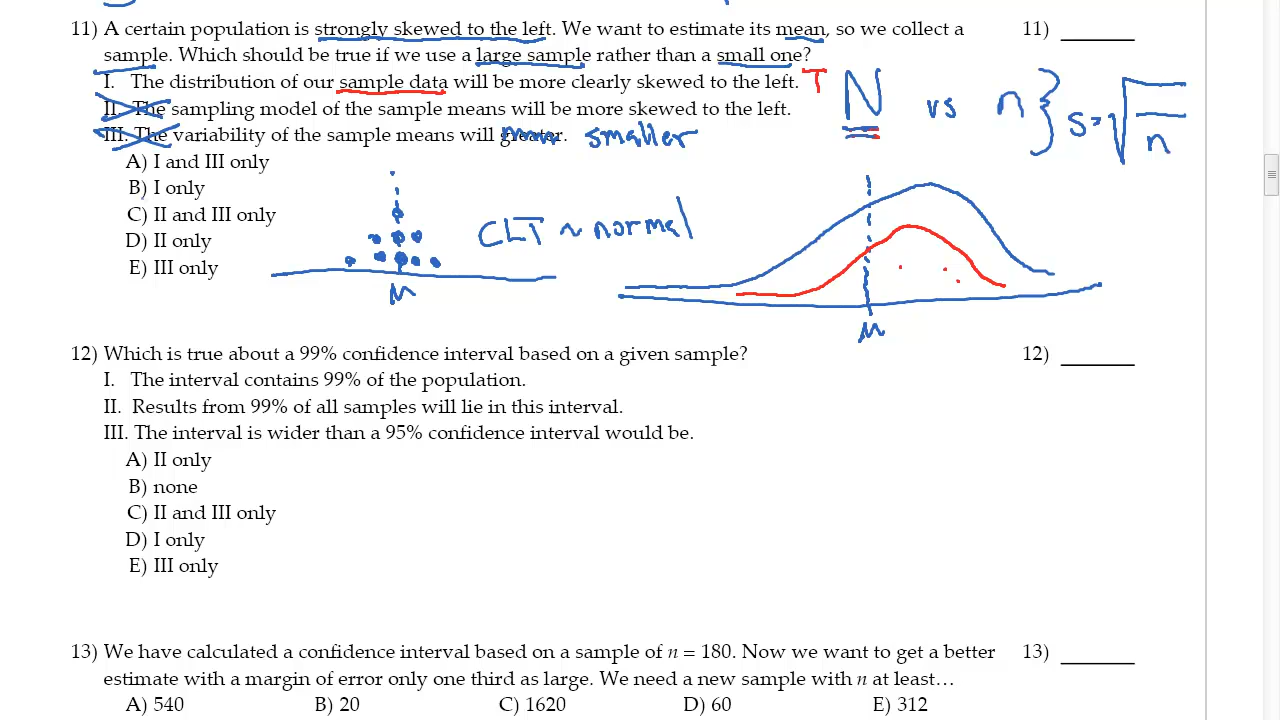 11) A certain population is strongly skewed to the left. We want to estimate its mean, so we collect a 11) ______
sample. Which should be true if we use a large sample rather than a small one?
I. The distribution of our sample data will be more clearly skewed to the left. T
II. The sampling model of the sample means will be more skewed to the left.
III. The variability of the sample means will greater. smaller
N vs n } s = √ n
A) I and III only
B) I only
C) II and III only
D) II only
E) III only
CLT ~ normal
M
M
12) Which is true about a 99% confidence interval based on a given sample? 12) ______
I. The interval contains 99% of the population.
II. Results from 99% of all samples will lie in this interval.
III. The interval is wider than a 95% confidence interval would be.
A) II only
B) none
C) II and III only
D) I only
E) III only
13) We have calculated a confidence interval based on a sample of n = 180. Now we want to get a better 13) ______
estimate with a margin of error only one third as large. We need a new sample with n at least…
A) 540 B) 20 C) 1620 D) 60 E) 312